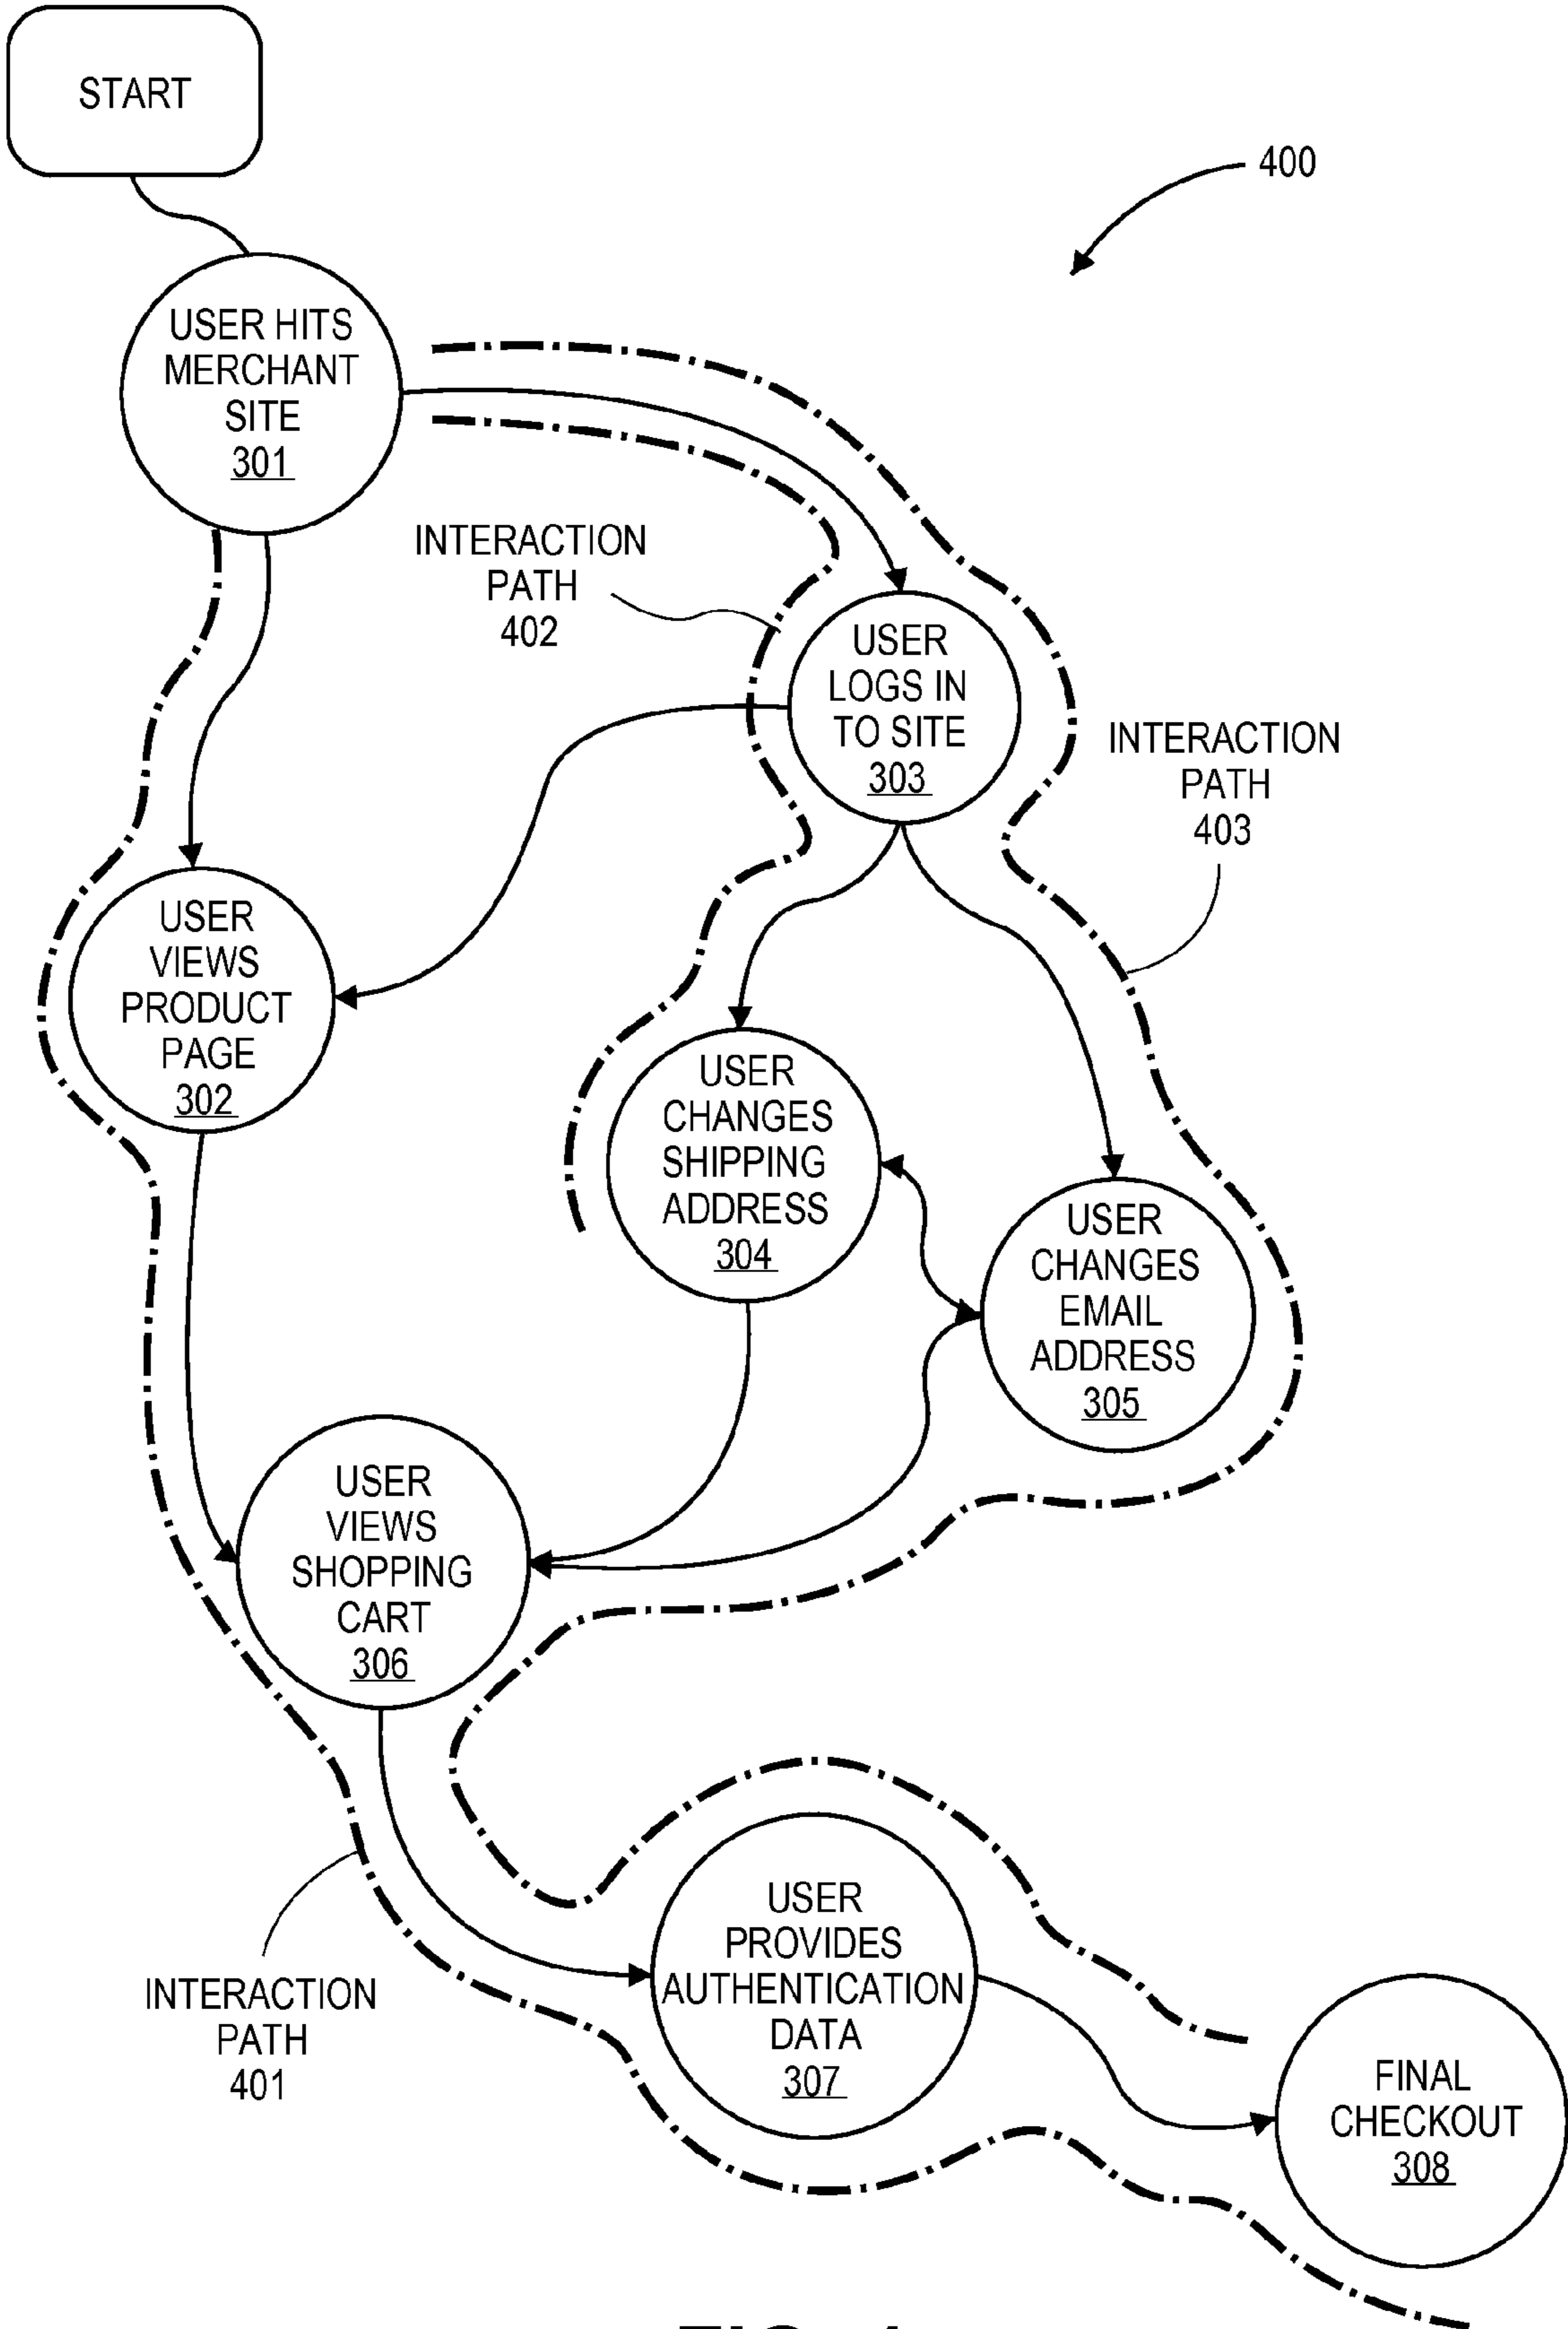 START
400
USER HITS
MERCHANT
SITE
301
INTERACTION
PATH
402
USER
LOGS IN
TO SITE
303
INTERACTION
PATH
403
USER
VIEWS
PRODUCT
PAGE
302
USER
CHANGES
SHIPPING
ADDRESS
304
USER
CHANGES
EMAIL
ADDRESS
305
USER
VIEWS
SHOPPING
CART
306
INTERACTION
PATH
401
USER
PROVIDES
AUTHENTICATION
DATA
307
FINAL
CHECKOUT
308